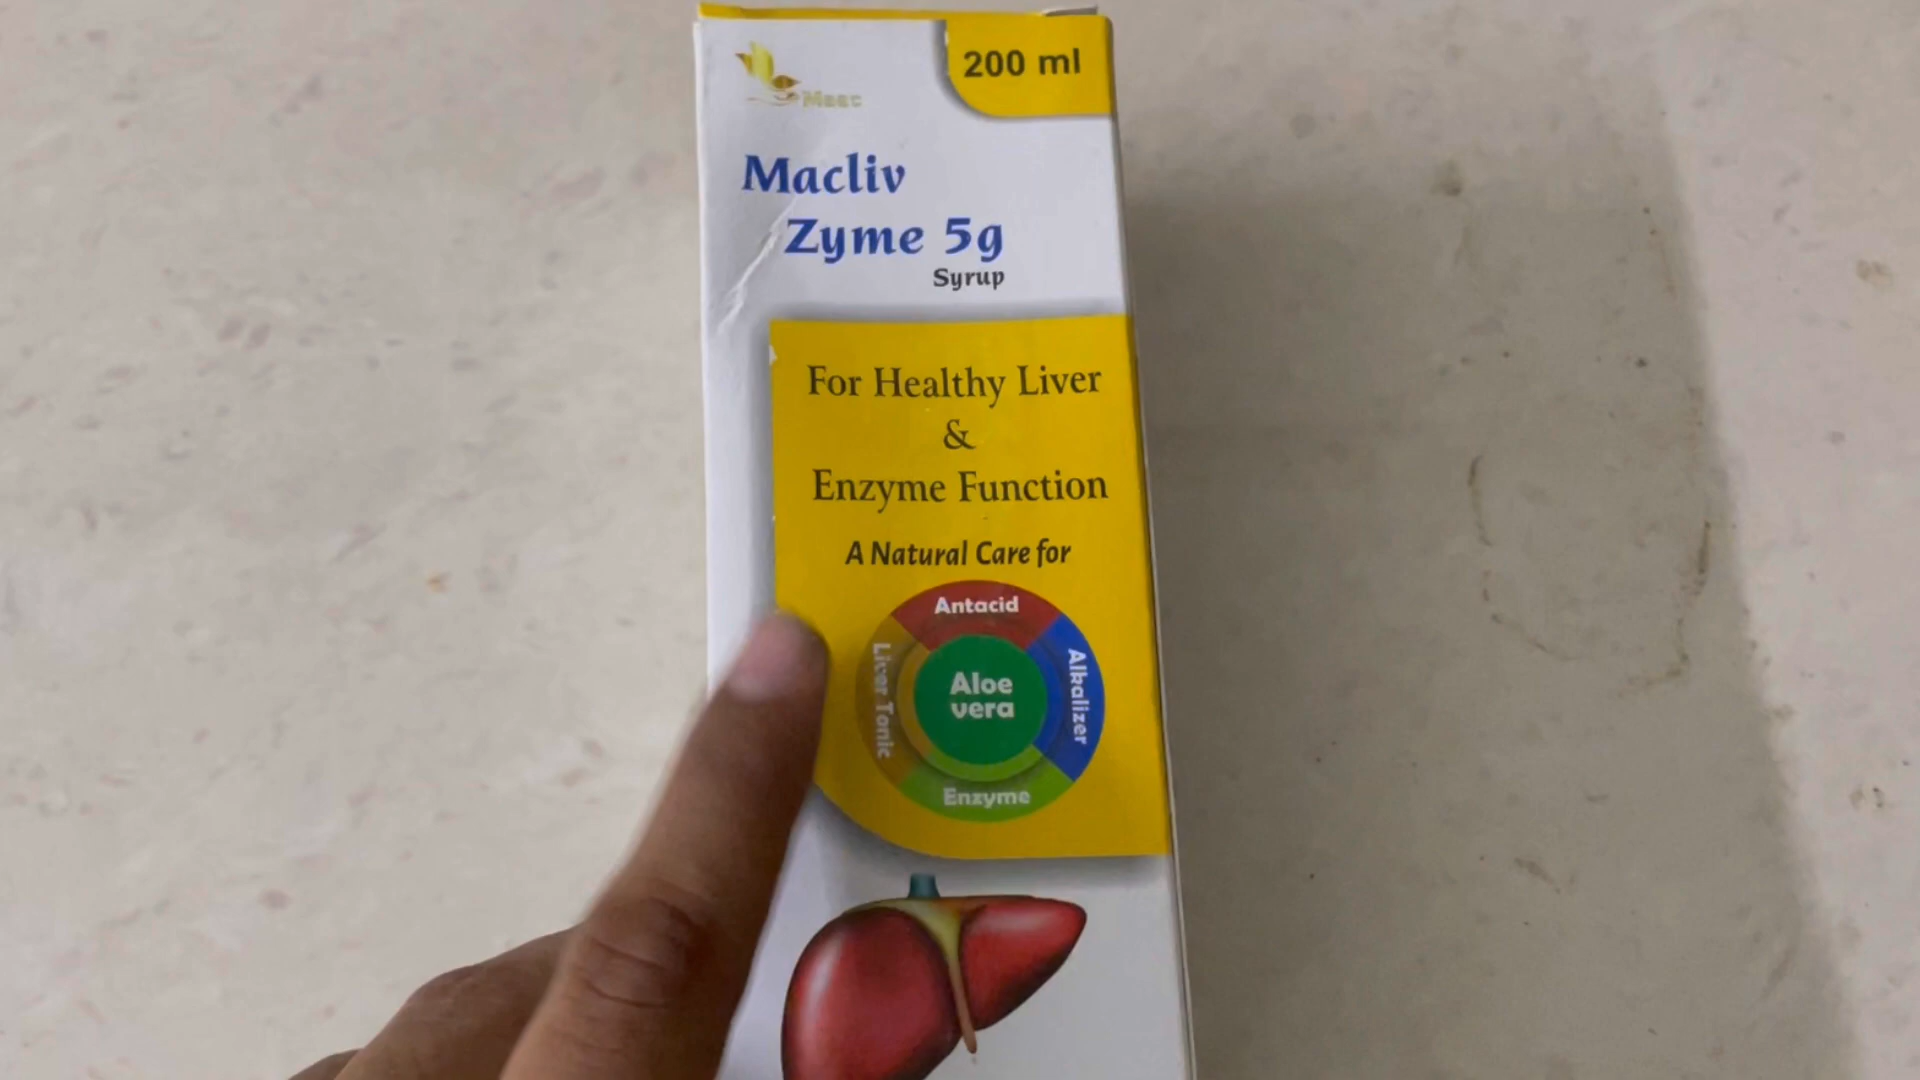 200 ml
Maac
Macliv
Zyme 5g
Syrup
For Healthy Liver
&
Enzyme Function
A Natural Care for
Antacid
Liver Tonic
Aloe
vera
Alkalizer
Enzyme